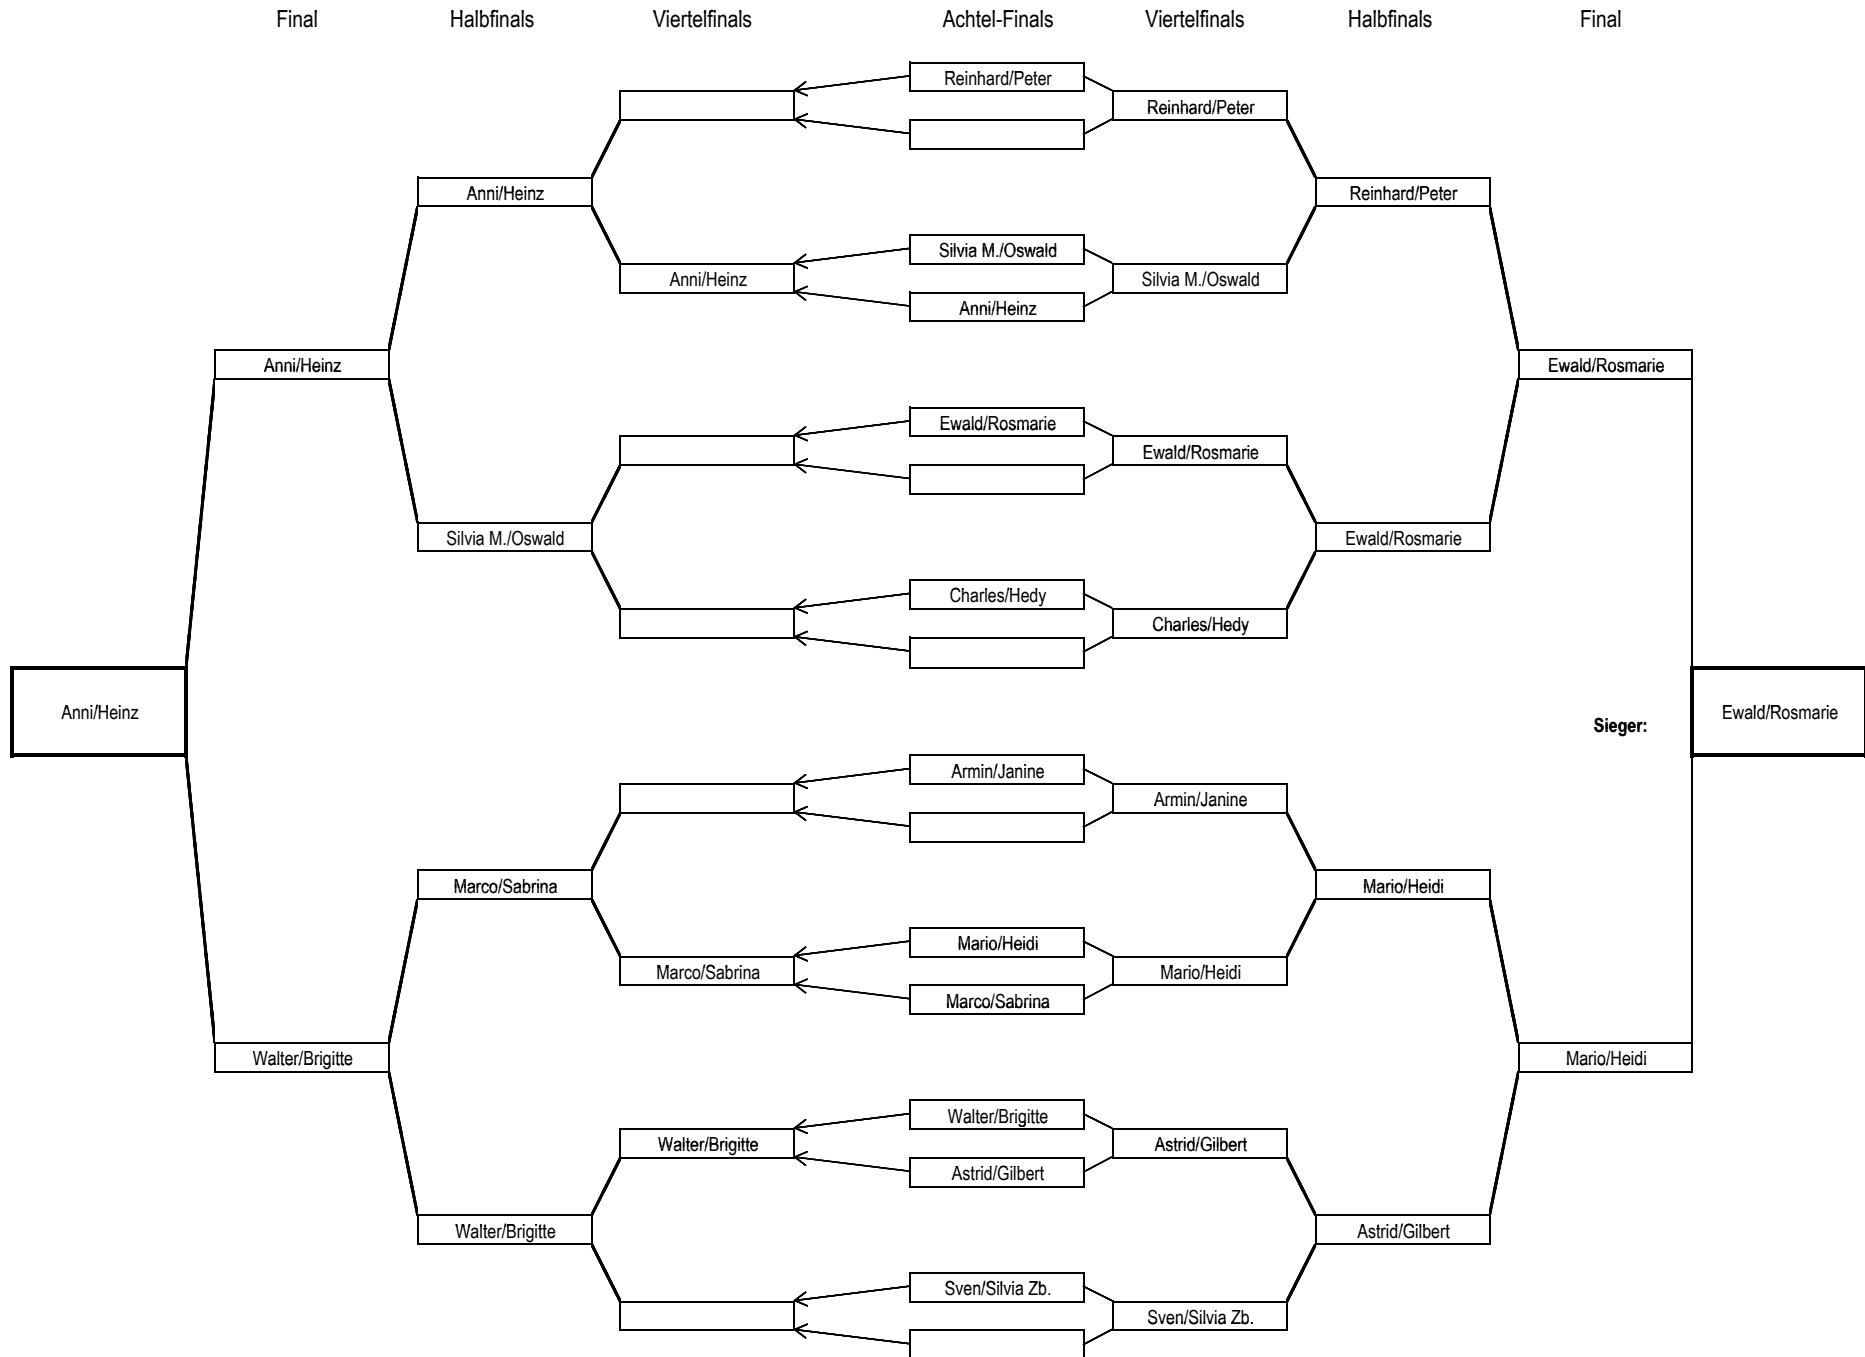 Final Halbfinals Viertelfinals Achtel-Finals Viertelfinals Halbfinals Final
Reinhard/Peter
Reinhard/Peter
Anni/Heinz Reinhard/Peter
Silvia M./Oswald
Anni/Heinz Silvia M./Oswald
Anni/Heinz
Anni/Heinz Ewald/Rosmarie
Ewald/Rosmarie
Ewald/Rosmarie
Silvia M./Oswald Ewald/Rosmarie
Charles/Hedy
Charles/Hedy
Anni/Heinz Ewald/Rosmarie
Sieger:
Armin/Janine
Armin/Janine
Marco/Sabrina Mario/Heidi
Mario/Heidi
Marco/Sabrina Mario/Heidi
Marco/Sabrina
Walter/Brigitte Mario/Heidi
Walter/Brigitte
Walter/Brigitte Astrid/Gilbert
Astrid/Gilbert
Walter/Brigitte Astrid/Gilbert
Sven/Silvia Zb.
Sven/Silvia Zb.